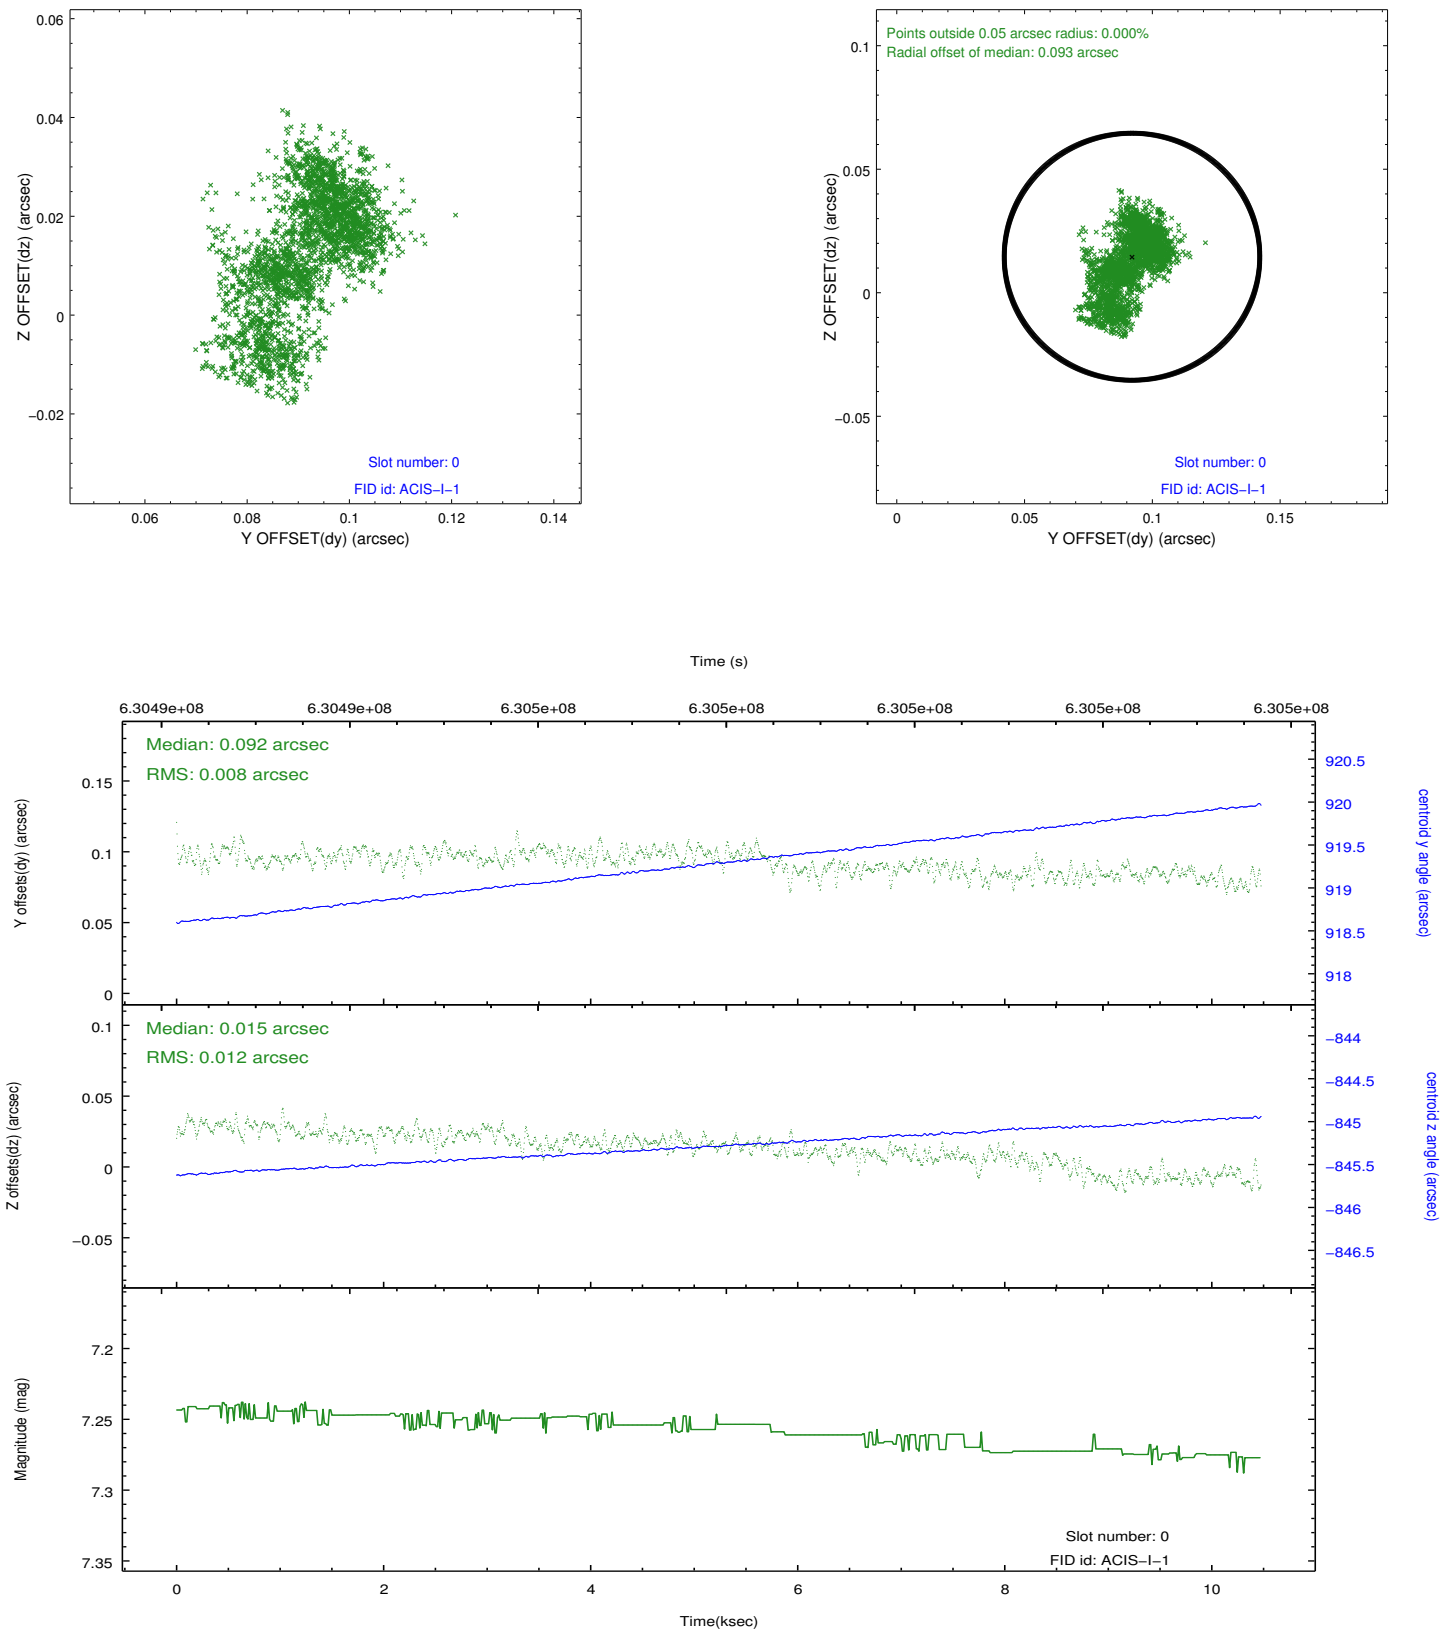 0.06
0.04
0.02
0
−0.02
Z OFFSET(dz) (arcsec)
Slot number: 0
FID id: ACIS−I−1
0.06 0.08 0.1 0.12 0.14
Y OFFSET(dy) (arcsec)
Points outside 0.05 arcsec radius: 0.000%
Radial offset of median: 0.093 arcsec
0.1
0.05
0
−0.05
Z OFFSET(dz) (arcsec)
Slot number: 0
FID id: ACIS−I−1
0 0.05 0.1 0.15
Y OFFSET(dy) (arcsec)
Time (s)
6.3049e+08 6.3049e+08 6.305e+08 6.305e+08 6.305e+08 6.305e+08 6.305e+08
Median: 0.092 arcsec
RMS: 0.008 arcsec
0.15
0.1
0.05
0
Y offsets(dy) (arcsec)
920.5
920
919.5
919
918.5
918
centroid y angle (arcsec)
Median: 0.015 arcsec
RMS: 0.012 arcsec
0.1
0.05
0
−0.05
Z offsets(dz) (arcsec)
−844
−844.5
−845
−845.5
−846
−846.5
centroid z angle (arcsec)
7.2
7.25
7.3
7.35
Magnitude (mag)
Slot number: 0
FID id: ACIS−I−1
0 2 4 6 8 10
Time(ksec)